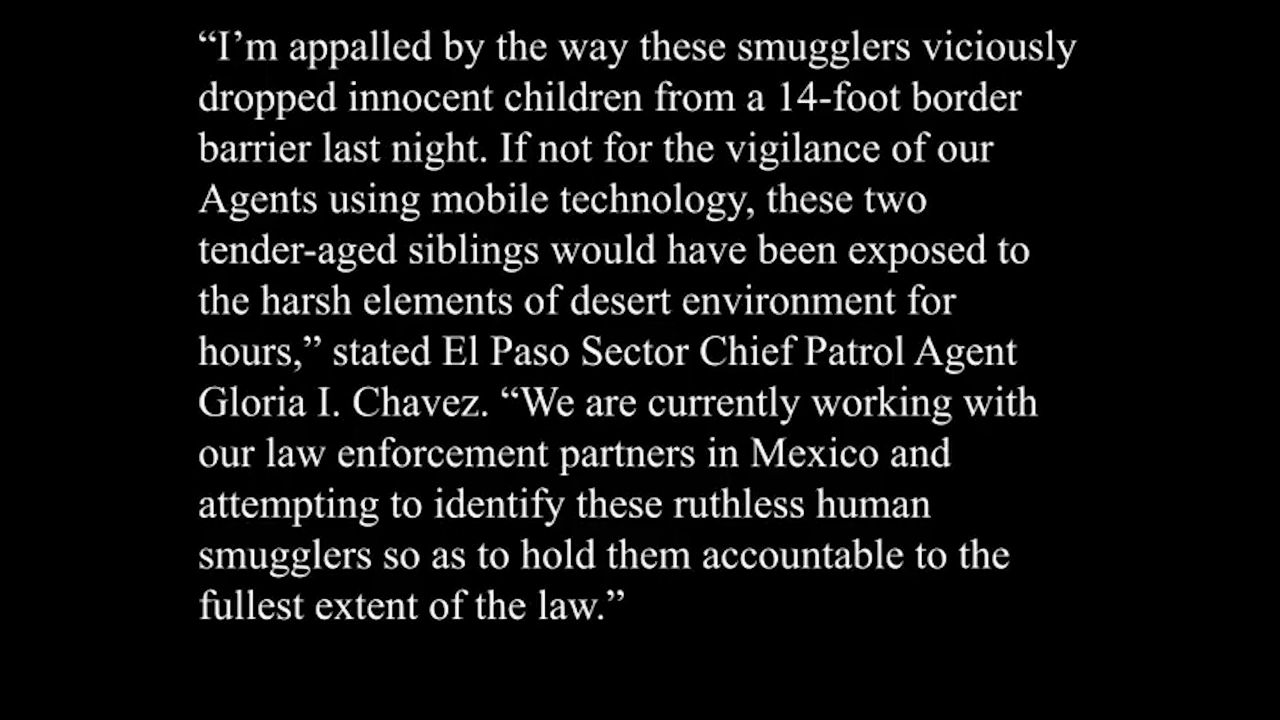 “I’m appalled by the way these smugglers viciously
dropped innocent children from a 14-foot border
barrier last night. If not for the vigilance of our
Agents using mobile technology, these two
tender-aged siblings would have been exposed to
the harsh elements of desert environment for
hours,” stated El Paso Sector Chief Patrol Agent
Gloria I. Chavez. “We are currently working with
our law enforcement partners in Mexico and
attempting to identify these ruthless human
smugglers so as to hold them accountable to the
fullest extent of the law.”